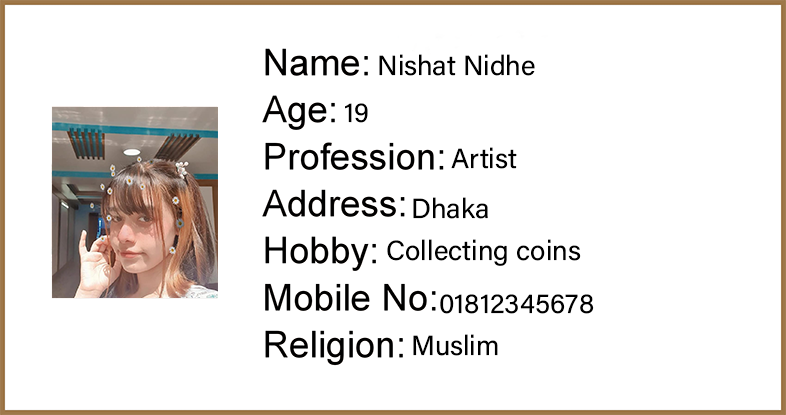 Name: Nishat Nidhe
Age: 19
Profession: Artist
Address: Dhaka
Hobby: Collecting coins
Mobile No:01812345678
Religion: Muslim